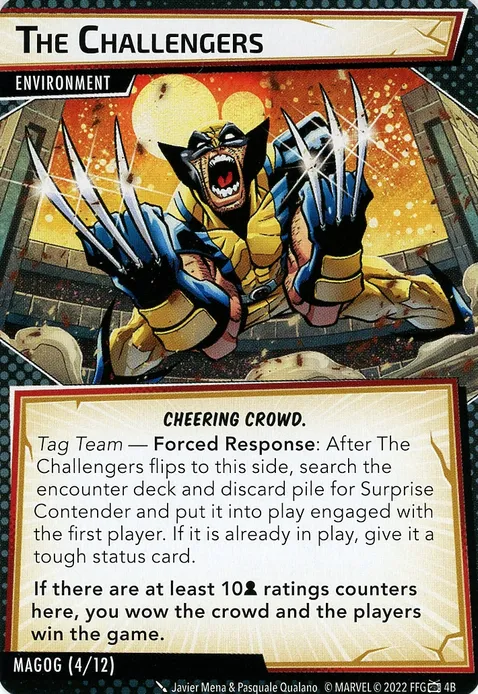 THE CHALLENGERS
ENVIRONMENT
CHEERING CROWD.
Tag Team — Forced Response: After The
Challengers flips to this side, search the
encounter deck and discard pile for Surprise
Contender and put it into play engaged with
the first player. If it is already in play, give it a
tough status card.
If there are at least 10 ratings counters
here, you wow the crowd and the players
win the game.
MAGOG (4/12)
Javier Mena & Pasquale Qualano © MARVEL © 2022 FFG 4B